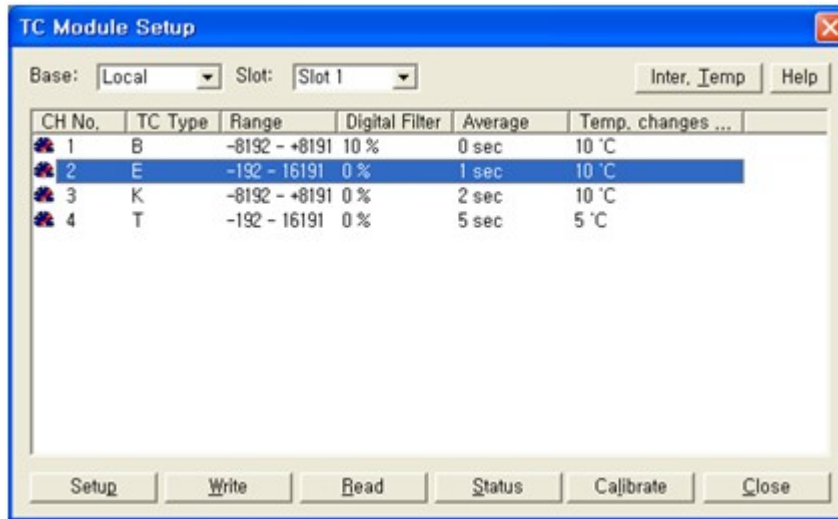 TC Module Setup
Base: Local Slot: Slot 1 Inter, Temp Help
CH No, TC Type Range Digital Filter Average Temp, changes ...
1 B -8192 - +8191 10 % 0 sec 10 ℃
2 E -192 - 16191 0 % 1 sec 10 ℃
3 K -8192 - +8191 0 % 2 sec 10 ℃
4 T -192 - 16191 0 % 5 sec 5 ℃
Setup Write Read Status Calibrate Close